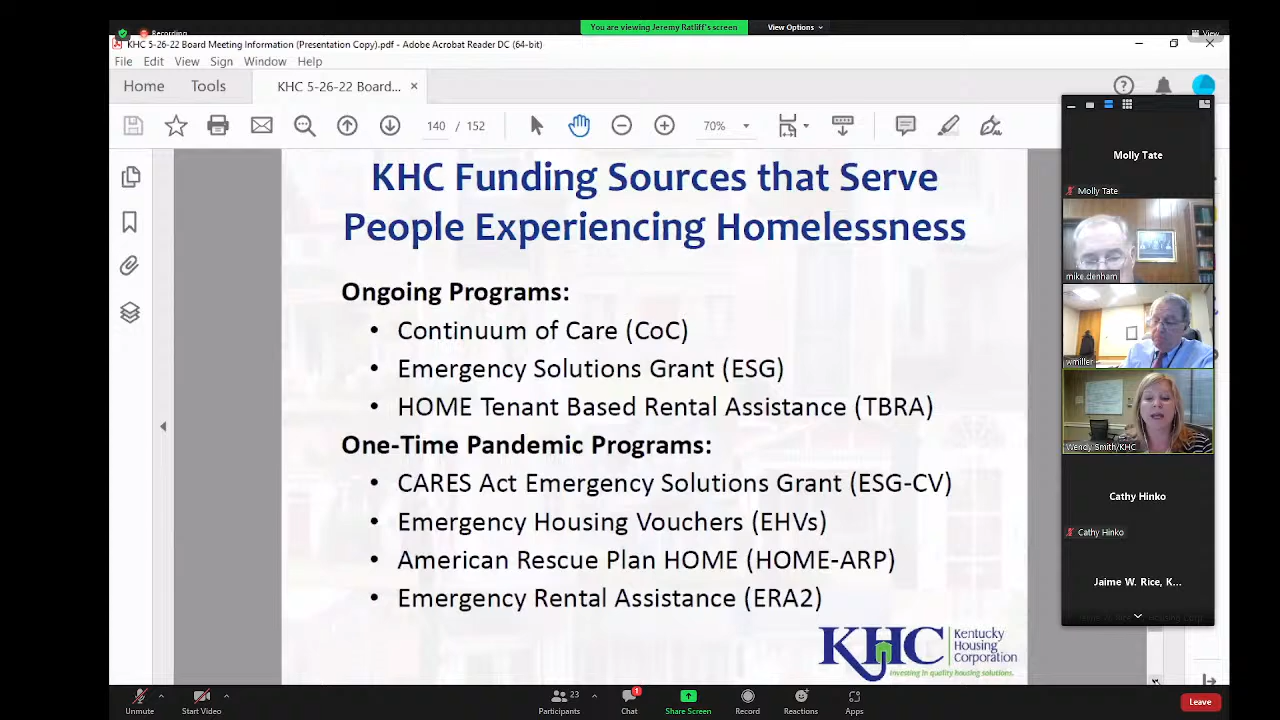 Recording
You are viewing Jeremy Ratliff's screen
View Options
View
KHC 5-26-22 Board Meeting Information (Presentation Copy).pdf - Adobe Acrobat Reader DC (64-bit)
File Edit View Sign Window Help
Home Tools KHC 5-26-22 Board...
140 / 152
70%
KHC Funding Sources that Serve
People Experiencing Homelessness
Ongoing Programs:
• Continuum of Care (CoC)
• Emergency Solutions Grant (ESG)
• HOME Tenant Based Rental Assistance (TBRA)
One-Time Pandemic Programs:
• CARES Act Emergency Solutions Grant (ESG-CV)
• Emergency Housing Vouchers (EHVs)
• American Rescue Plan HOME (HOME-ARP)
• Emergency Rental Assistance (ERA2)
KHC
Kentucky
Housing
Corporation
Investing in quality housing solutions.
Molly Tate
Molly Tate
mike.denham
wmiller
Wendy Smith/KHC
Cathy Hinko
Cathy Hinko
Jaime W. Rice, K...
Unmute
Start Video
Participants 23
Chat 1
Share Screen
Record
Reactions
Apps
Leave